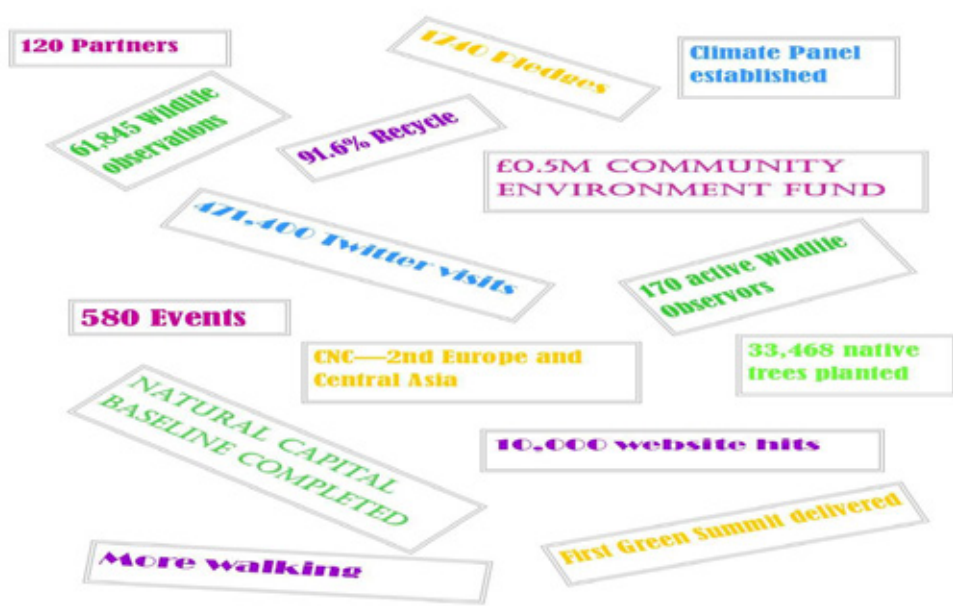 120 Partners
1740 Pledges
Climate Panel
established
61,845 Wildlife
observations
91.6% Recycle
£0.5M COMMUNITY
ENVIRONMENT FUND
471,400 Twitter visits
170 active Wildlife
Observors
580 Events
CNC—2nd Europe and
Central Asia
33,468 native
trees planted
NATURAL CAPITAL
BASELINE COMPLETED
10,000 website hits
First Green Summit delivered
More walking